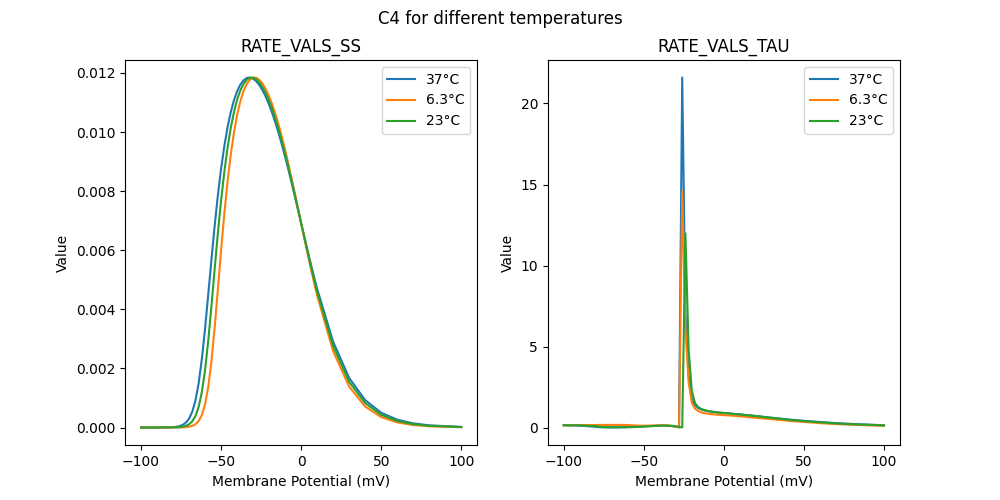 C4 for different temperatures
RATE_VALS_SS
Value
0.012
0.010
0.008
0.006
0.004
0.002
0.000
37°C
6.3°C
23°C
−100
−50
0
50
100
Membrane Potential (mV)
RATE_VALS_TAU
Value
20
15
10
5
0
37°C
6.3°C
23°C
−100
−50
0
50
100
Membrane Potential (mV)